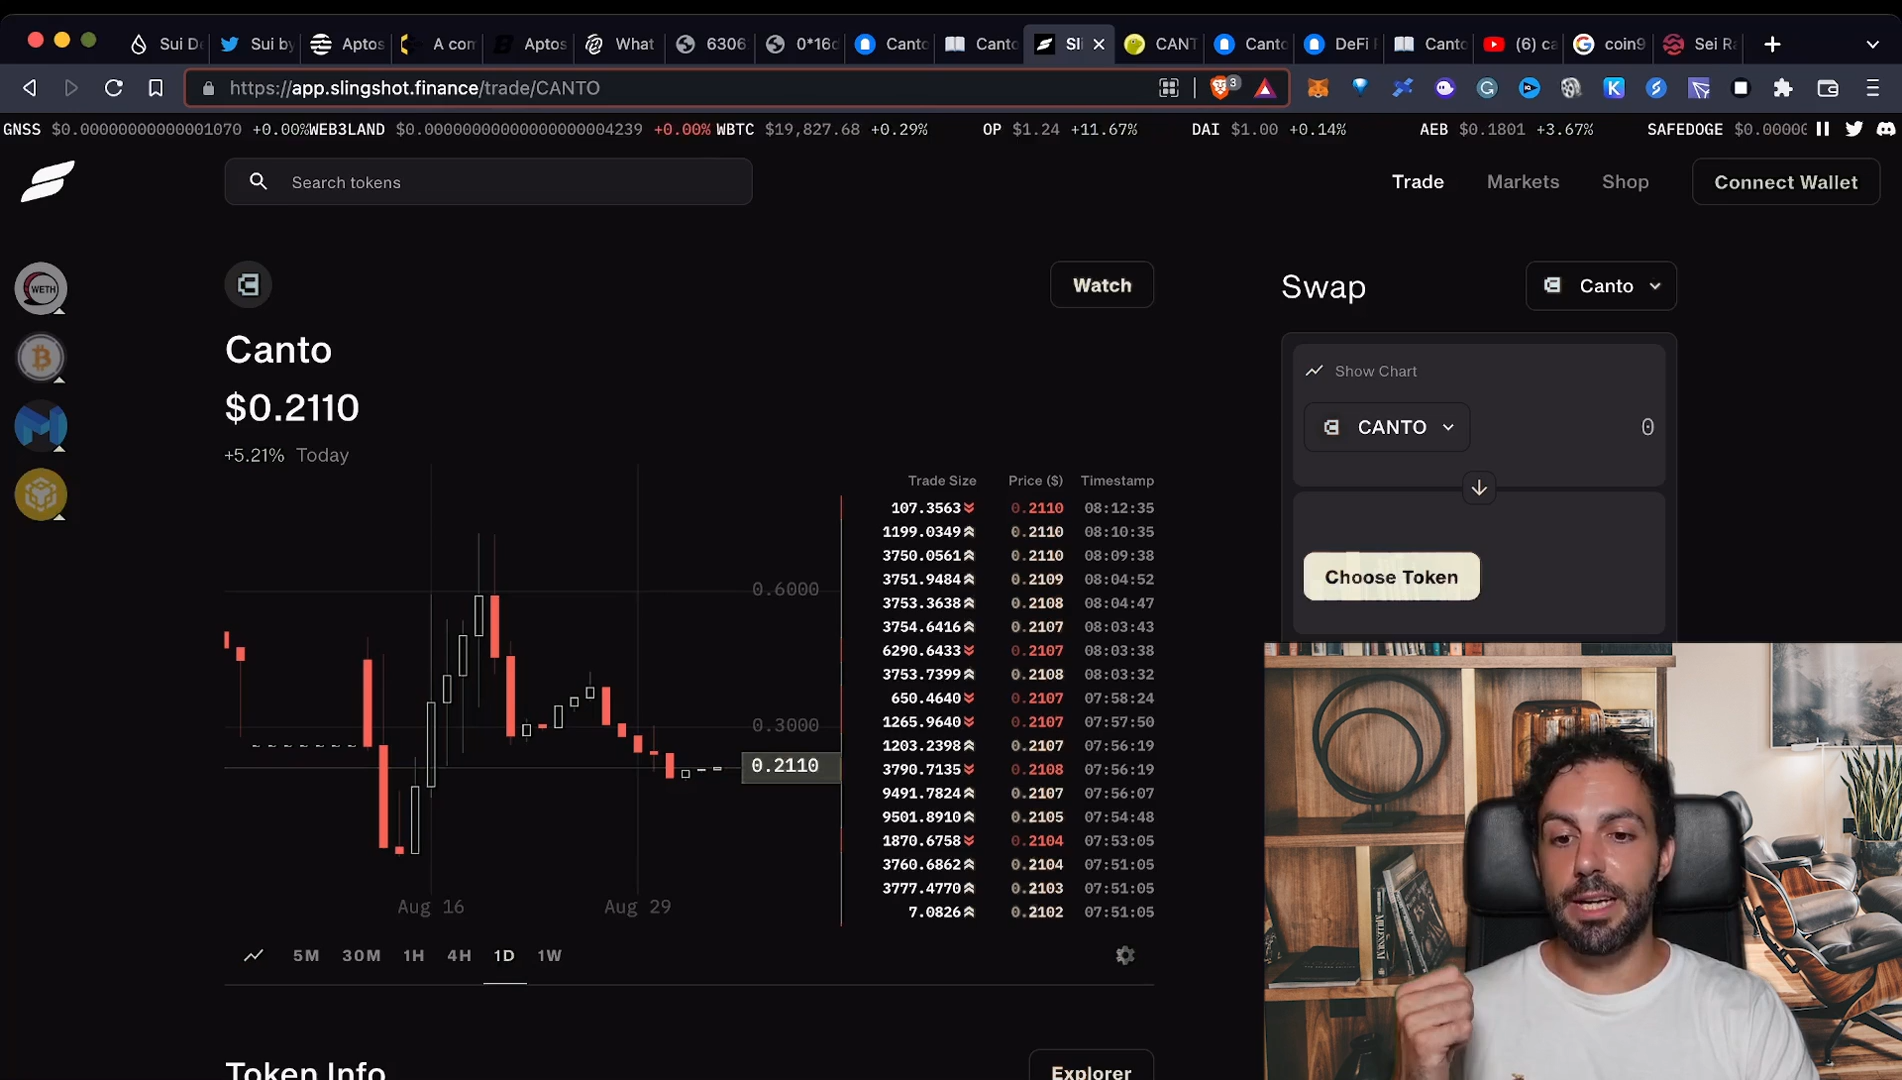 Sui D
Sui by
Aptos
A com
Aptos
What
6306
0*16
Canto
Canto
Sl
CANT
Canto
DeFi
Canto
(6) ca
coin9
Sei Ra
https://app.slingshot.finance/trade/CANTO
3
GNSS $0.00000000000001070 +0.00% WEB3LAND $0.00000000000000000004239 +0.00% WBTC $19,827.68 +0.29% OP $1.24 +11.67% DAI $1.00 +0.14% AEB $0.1801 +3.67% SAFEDOGE $0.0000
Search tokens
Trade Markets Shop Connect Wallet
WETH
Watch
Swap
Canto
Canto
$0.2110
+5.21% Today
Show Chart
CANTO 0
Choose Token
Trade Size Price ($) Timestamp
107.3563 0.2110 08:12:35
1199.0349 0.2110 08:10:35
3750.0561 0.2110 08:09:38
3751.9484 0.2109 08:04:52
3753.3638 0.2108 08:04:47
3754.6416 0.2107 08:03:43
6290.6433 0.2107 08:03:38
3753.7399 0.2108 08:03:32
650.4640 0.2107 07:58:24
1265.9640 0.2107 07:57:50
1203.2398 0.2107 07:56:19
3790.7135 0.2108 07:56:19
9491.7824 0.2107 07:56:07
9501.8910 0.2105 07:54:48
1870.6758 0.2104 07:53:05
3760.6862 0.2104 07:51:05
3777.4770 0.2103 07:51:05
7.0826 0.2102 07:51:05
0.6000
0.3000
0.2110
Aug 16 Aug 29
5M 30M 1H 4H 1D 1W
Token Info
Explorer